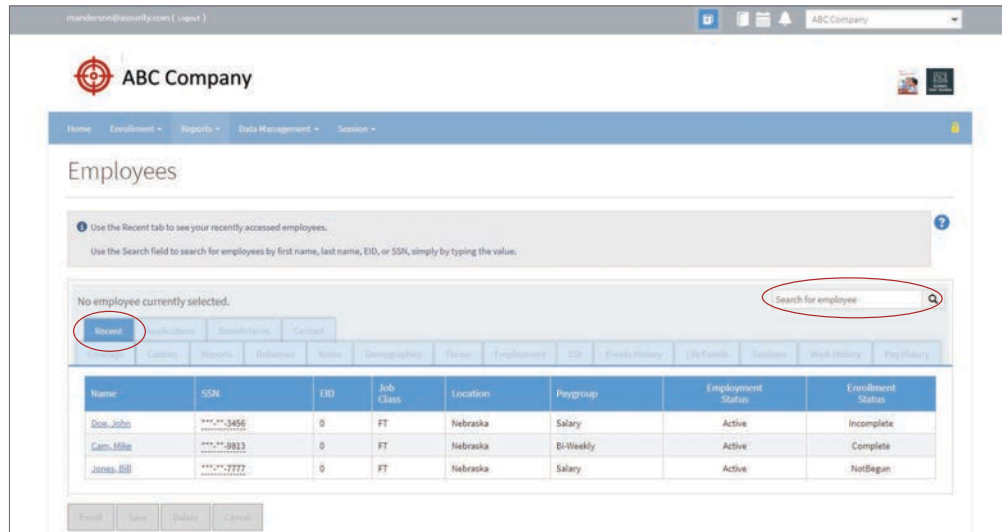 manderson@assurity.com ( Logout )
ABC Company
ABC Company
Home Enrollment Reports Data Management Session
Employees
Use the Recent tab to see your recently accessed employees.
Use the Search field to search for employees by first name, last name, EID, or SSN, simply by typing the value.
No employee currently selected.
Search for employee
Recent Applications Beneficiaries Contact
Coverage Custom Reports Deliveries Notes Demographics Forms Employment EOI Events History Life Events Sessions Work History Pay History
Name SSN EID Job Class Location Paygroup Employment Status Enrollment Status
Doe, John ***-**-3456 0 FT Nebraska Salary Active Incomplete
Cam, Mike ***-**-9813 0 FT Nebraska Bi-Weekly Active Complete
Jones, Bill ***-**-7777 0 FT Nebraska Salary Active NotBegun
Enroll Save Delete Cancel